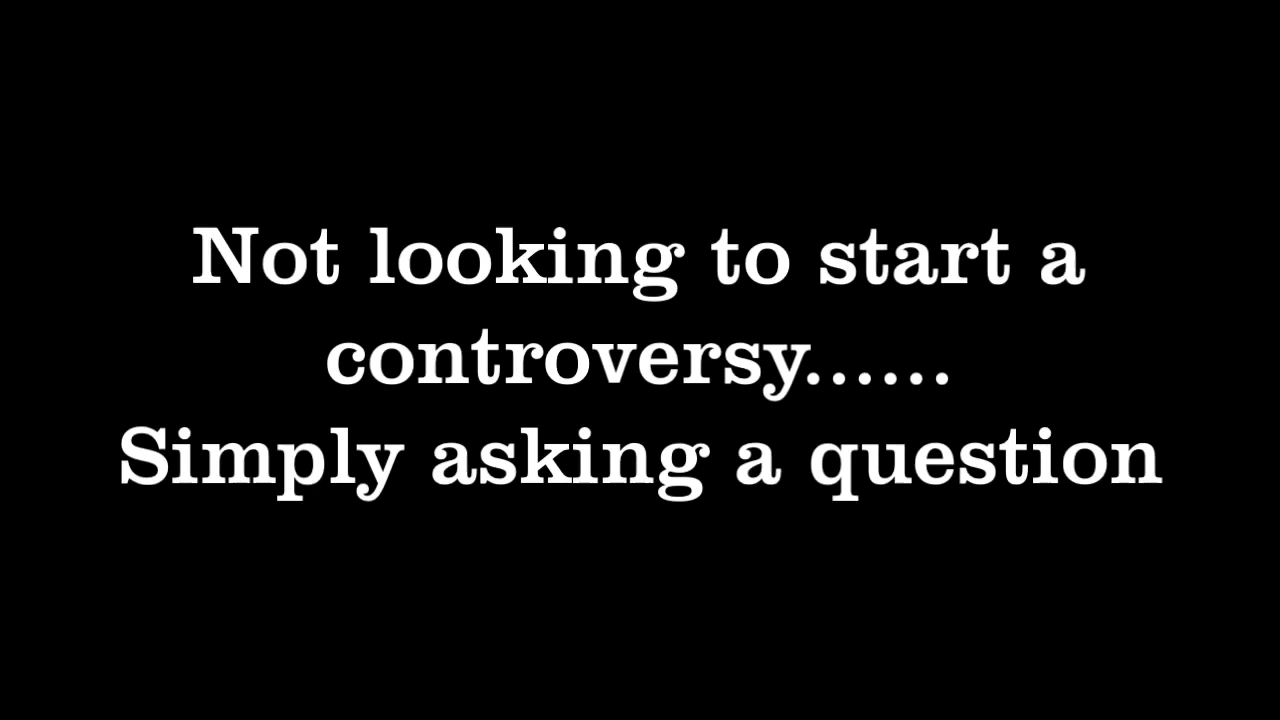 Not looking to start a
controversy......
Simply asking a question